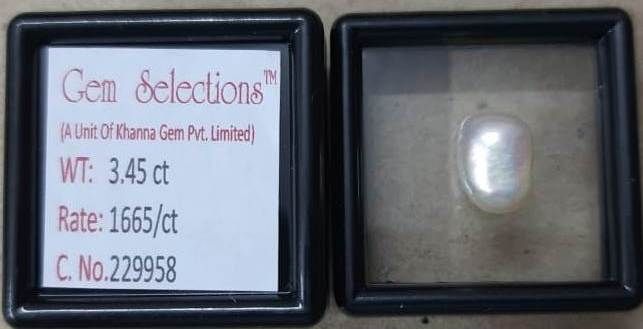 Gem Selections™
(A Unit Of Khanna Gem Pvt. Limited)
WT: 3.45 ct
Rate: 1665/ct
C. No.229958